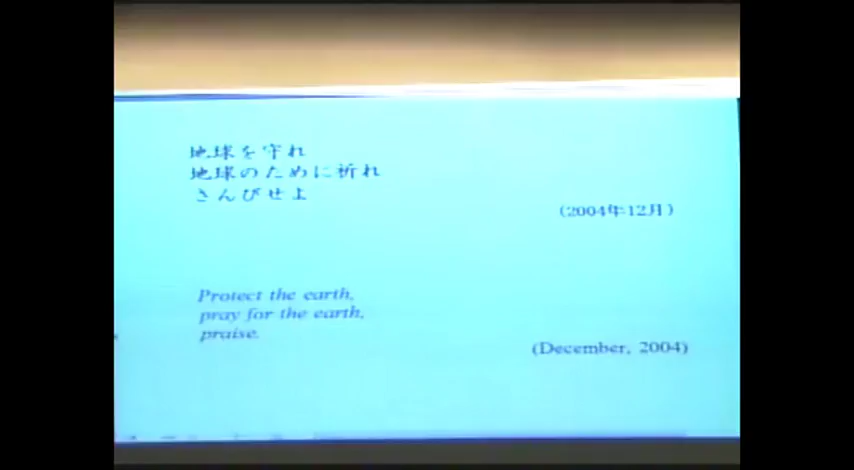 地球を守れ
地球のために祈れ
さんびせよ
(2004年12月)
Protect the earth,
pray for the earth,
praise.
(December, 2004)